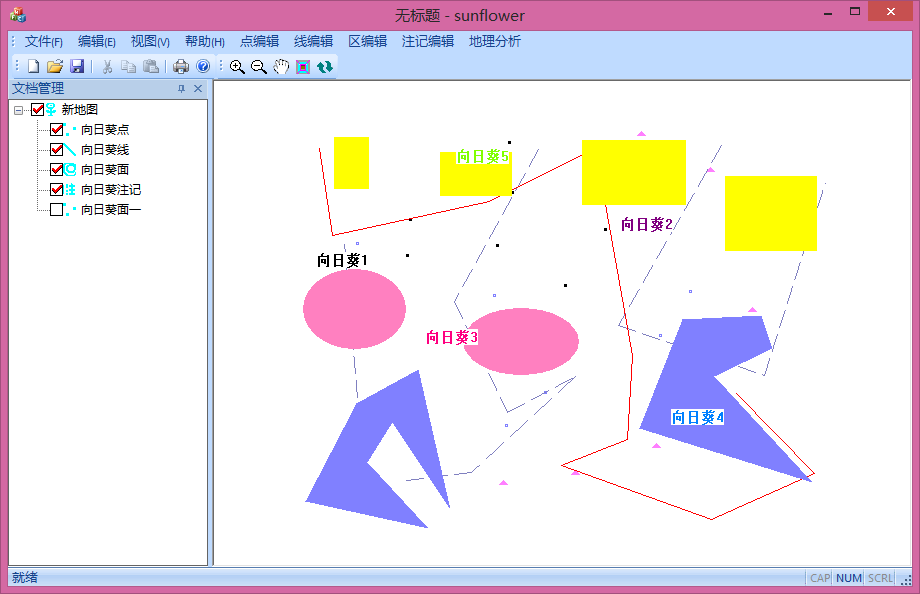 无标题 - sunflower
文件(F) 编辑(E) 视图(V) 帮助(H) 点编辑 线编辑 区编辑 注记编辑 地理分析
文档管理
新地图
向日葵点
向日葵线
向日葵面
向日葵注记
向日葵面一
向日葵5
向日葵2
向日葵1
向日葵3
向日葵4
就绪
CAP NUM SCRL